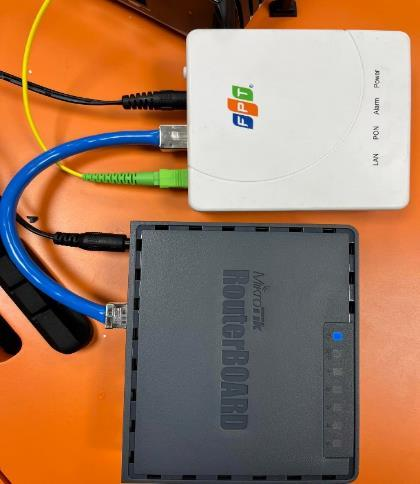 FPT
LAN PON Alarm Power
MikroTik
RouterBOARD